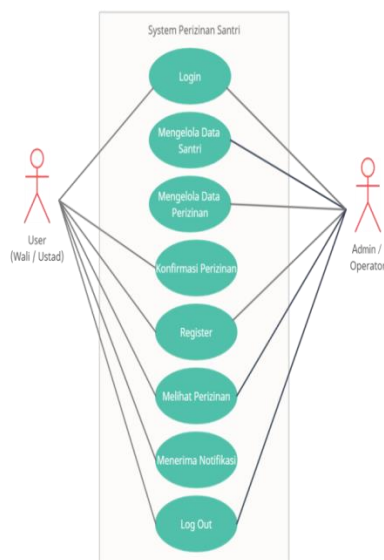 System Perizinan Santri
Login
Mengelola Data
Santri
Mengelola Data
Perizinan
User
(Wali / Ustad)
Admin /
Operator
Konfirmasi Perizinan
Register
Melihat Perizinan
Menerima Notifikasi
Log Out